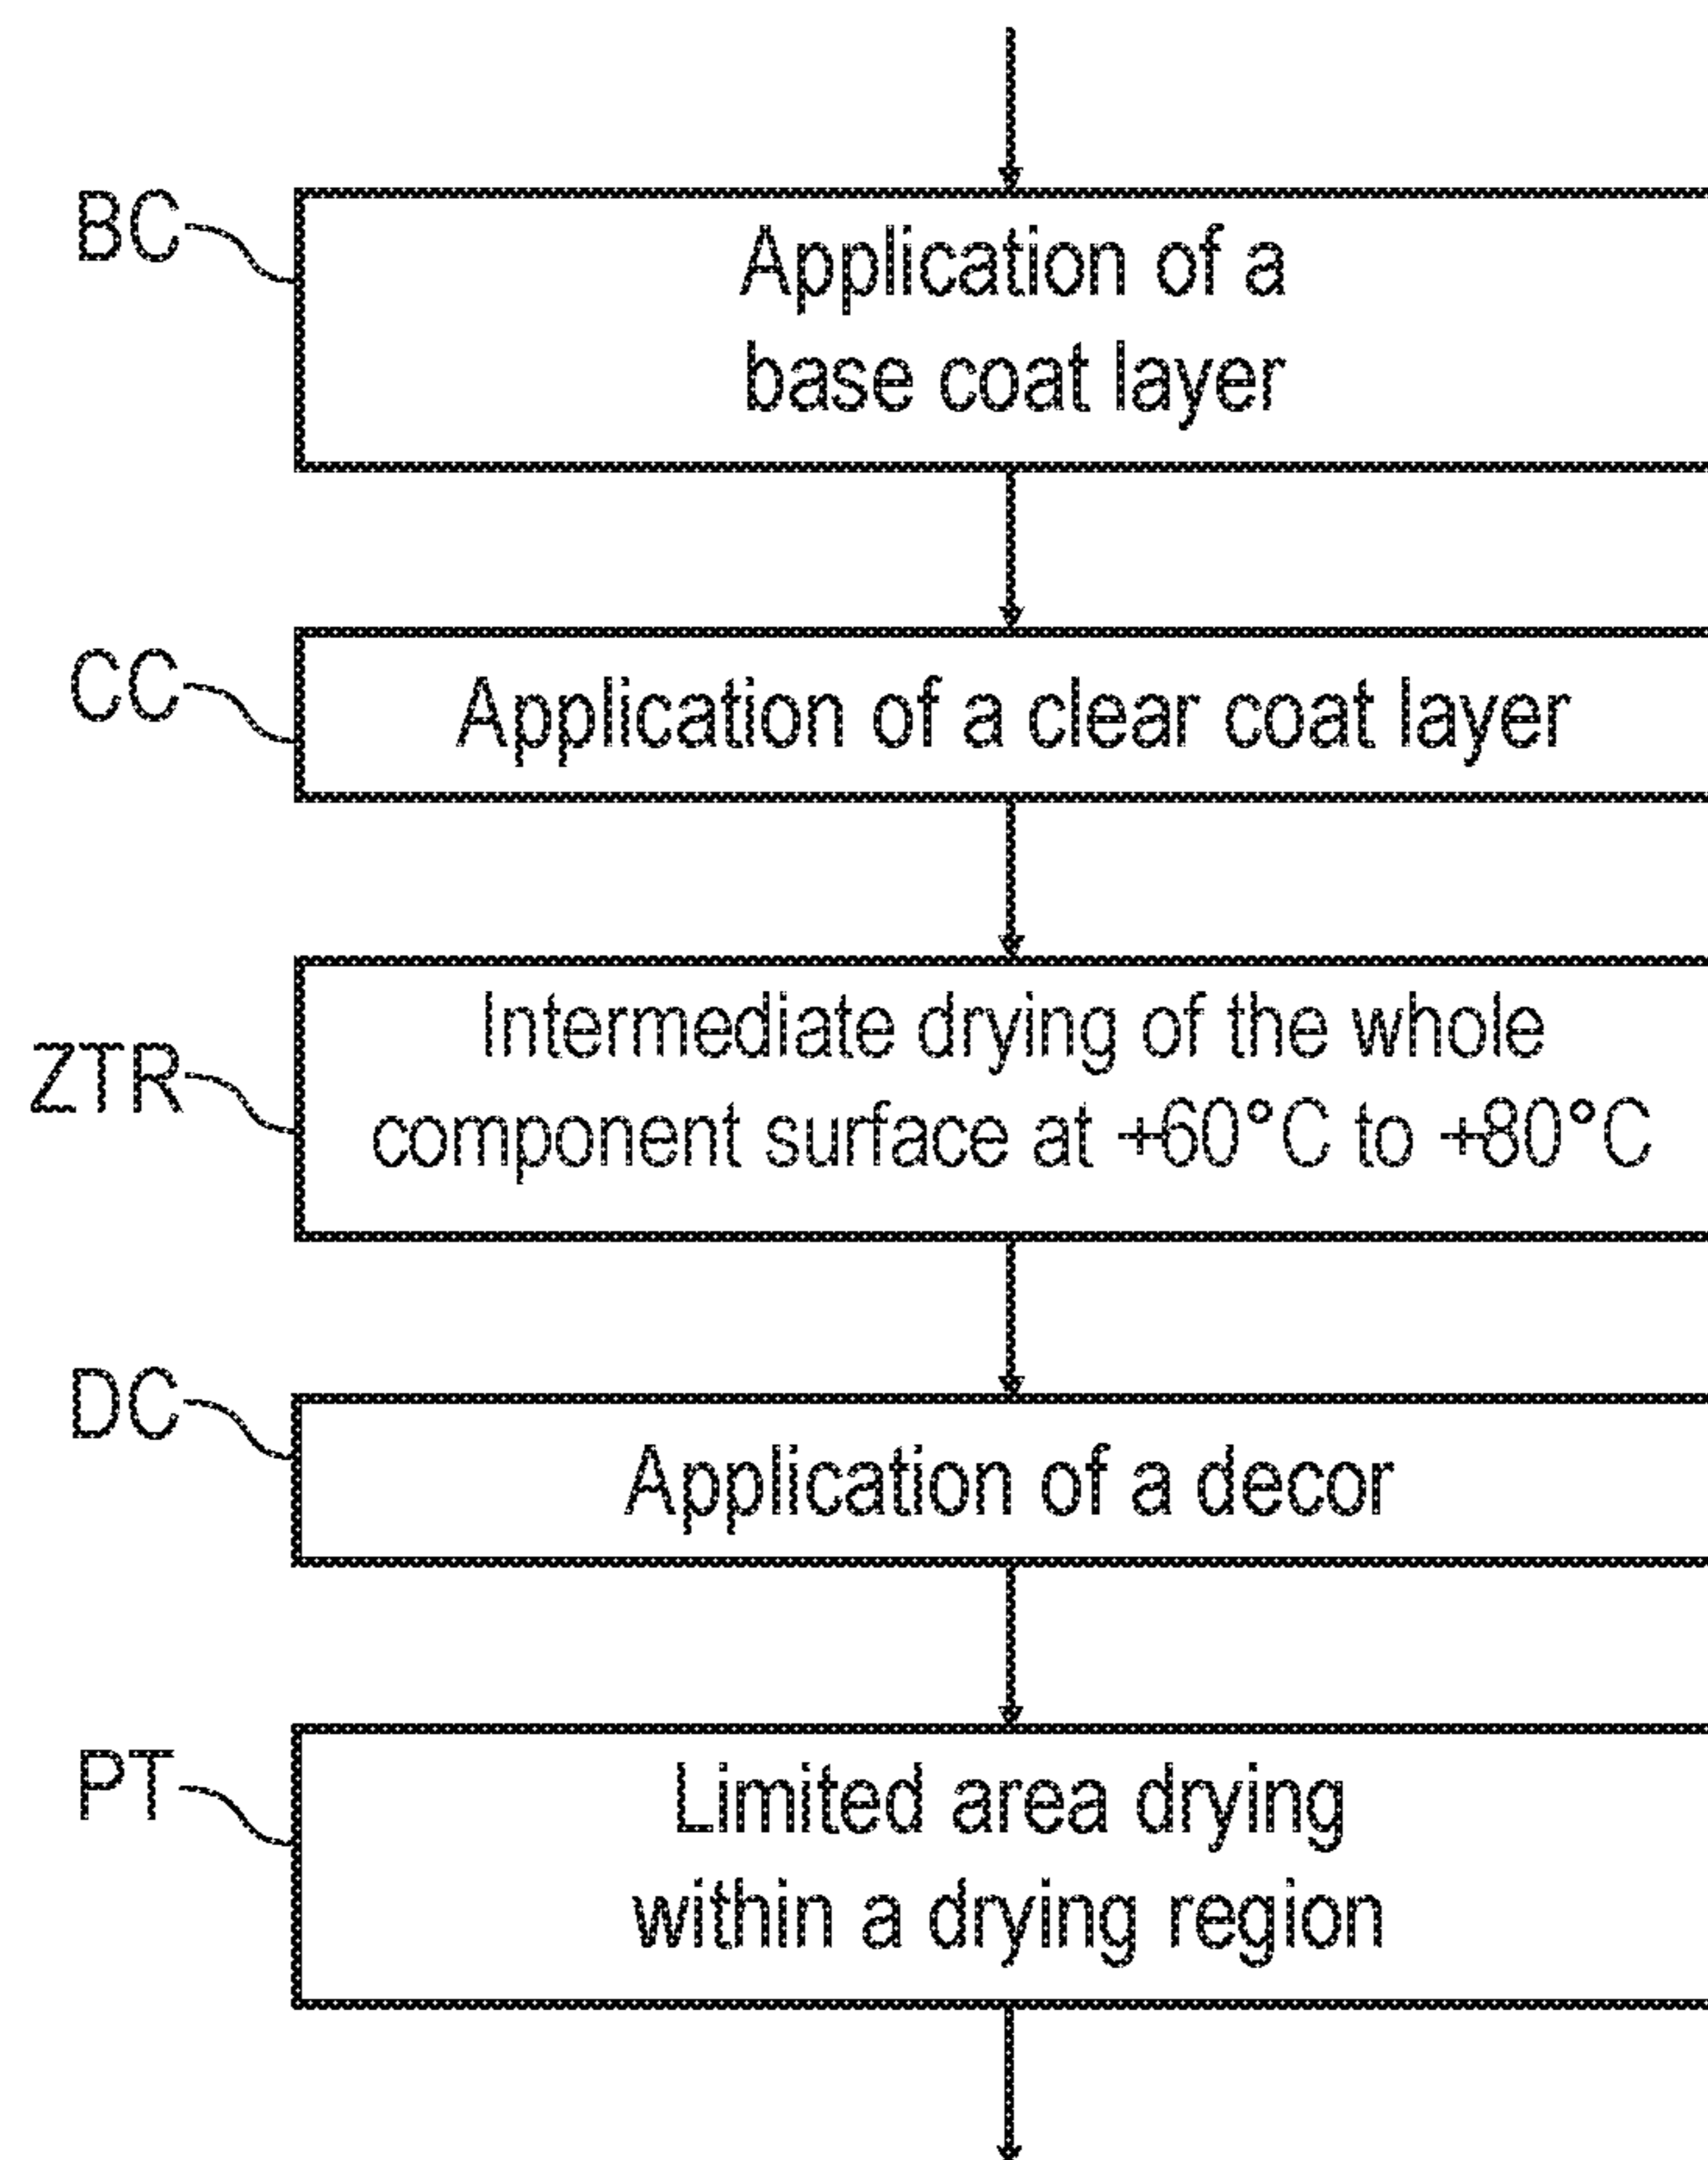 BC
Application of a
base coat layer
CC
Application of a clear coat layer
ZTR
Intermediate drying of the whole
component surface at +60°C to +80°C
DC
Application of a decor
PT
Limited area drying
within a drying region